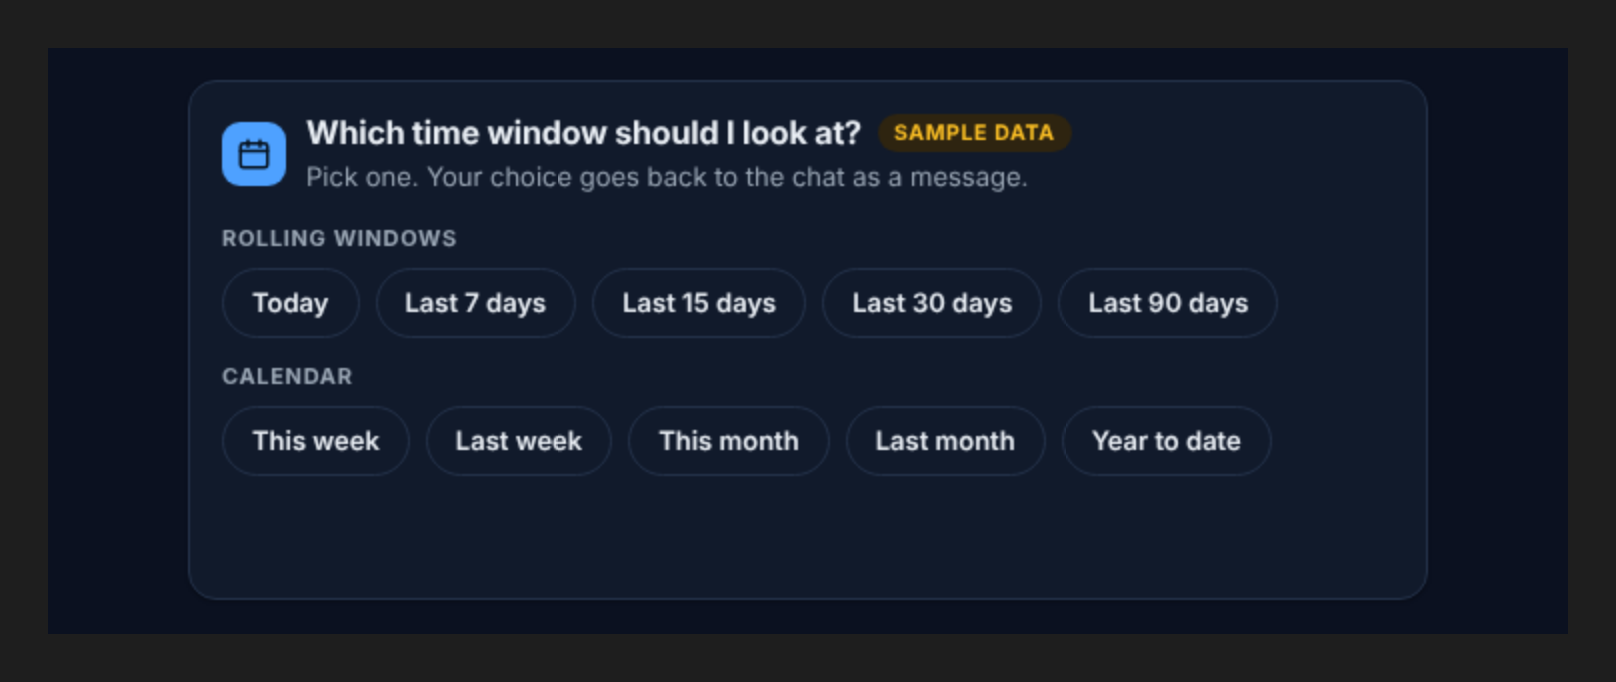 Which time window should I look at? SAMPLE DATA
Pick one. Your choice goes back to the chat as a message.
ROLLING WINDOWS
Today Last 7 days Last 15 days Last 30 days Last 90 days
CALENDAR
This week Last week This month Last month Year to date